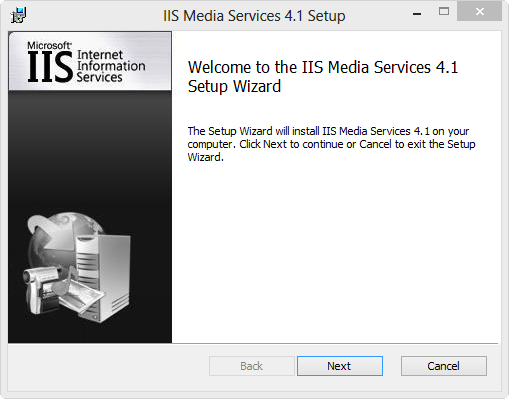 IIS Media Services 4.1 Setup
Microsoft®
IIS Internet
Information
Services
Welcome to the IIS Media Services 4.1
Setup Wizard
The Setup Wizard will install IIS Media Services 4.1 on your
computer. Click Next to continue or Cancel to exit the Setup
Wizard.
Back
Next
Cancel